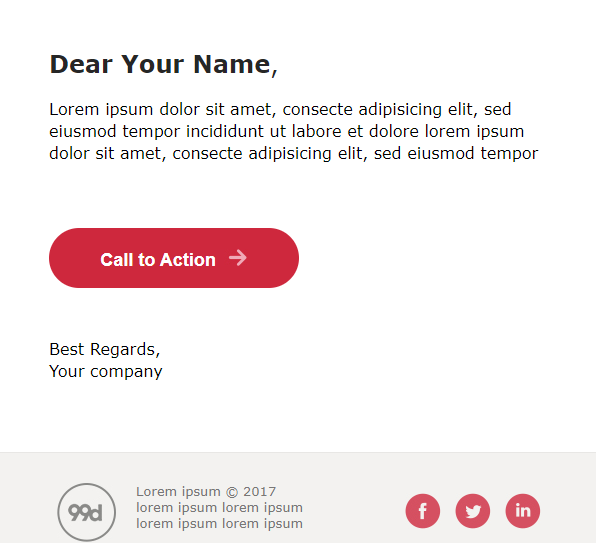 Dear Your Name,
Lorem ipsum dolor sit amet, consecte adipisicing elit, sed
eiusmod tempor incididunt ut labore et dolore lorem ipsum
dolor sit amet, consecte adipisicing elit, sed eiusmod tempor
Call to Action
Best Regards,
Your company
99d
Lorem ipsum © 2017
lorem ipsum lorem ipsum
lorem ipsum lorem ipsum
f
in